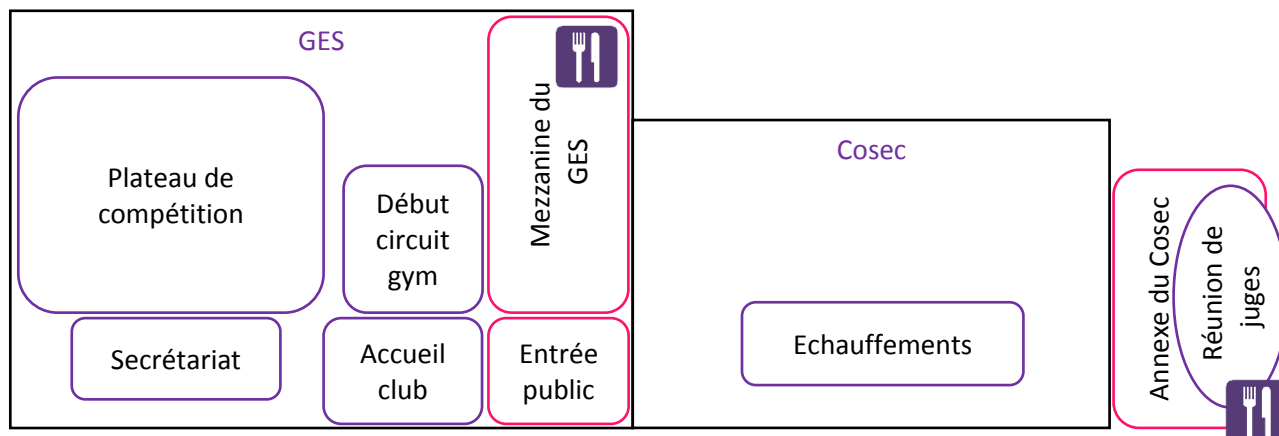 GES
Plateau de
compétition
Début
circuit
gym
Mezzanine du
GES
Secrétariat
Accueil
club
Entrée
public
Cosec
Echauffements
Annexe du Cosec
Réunion de
juges